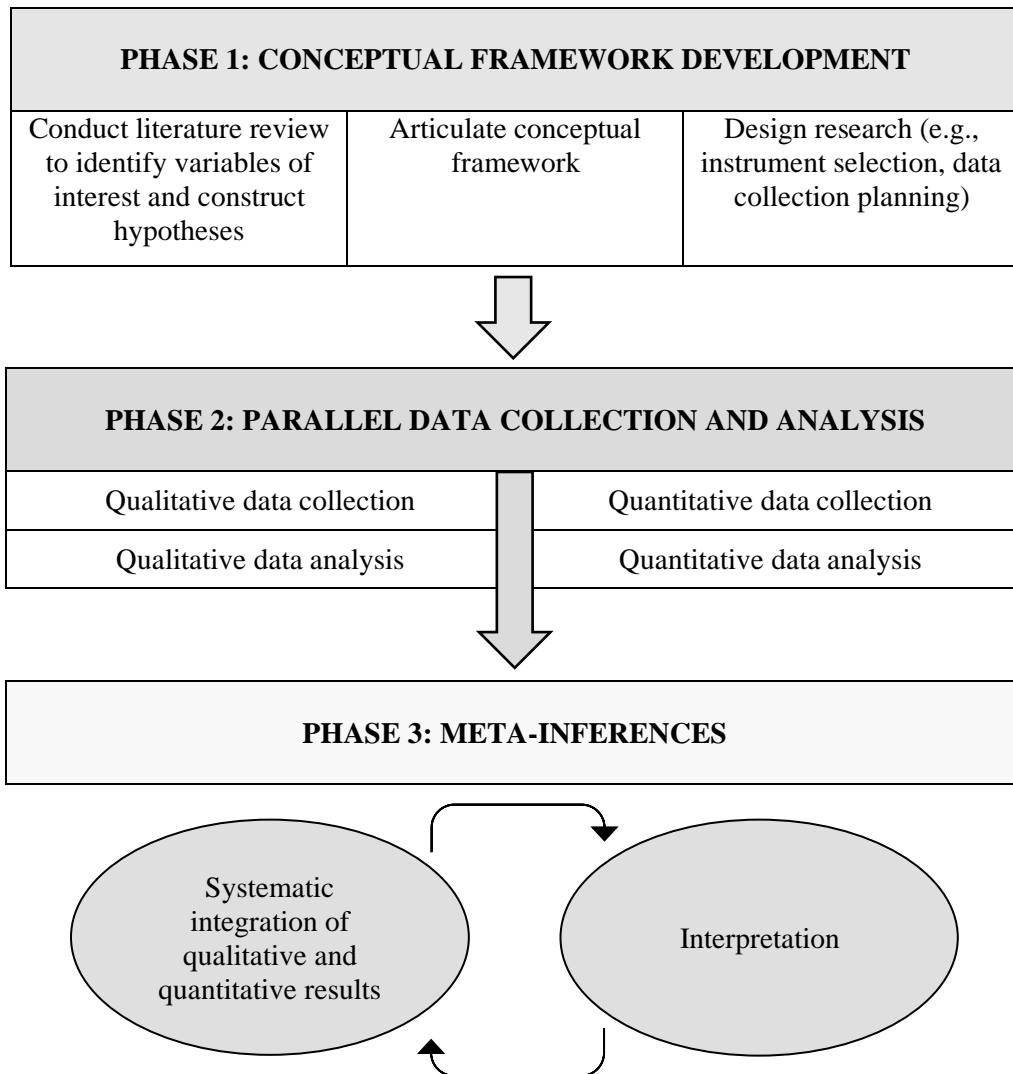 PHASE 1: CONCEPTUAL FRAMEWORK DEVELOPMENT
Conduct literature review
to identify variables of
interest and construct
hypotheses
Articulate conceptual
framework
Design research (e.g.,
instrument selection, data
collection planning)
PHASE 2: PARALLEL DATA COLLECTION AND ANALYSIS
Qualitative data collection
Quantitative data collection
Qualitative data analysis
Quantitative data analysis
PHASE 3: META-INFERENCES
Systematic
integration of
qualitative and
quantitative results
Interpretation